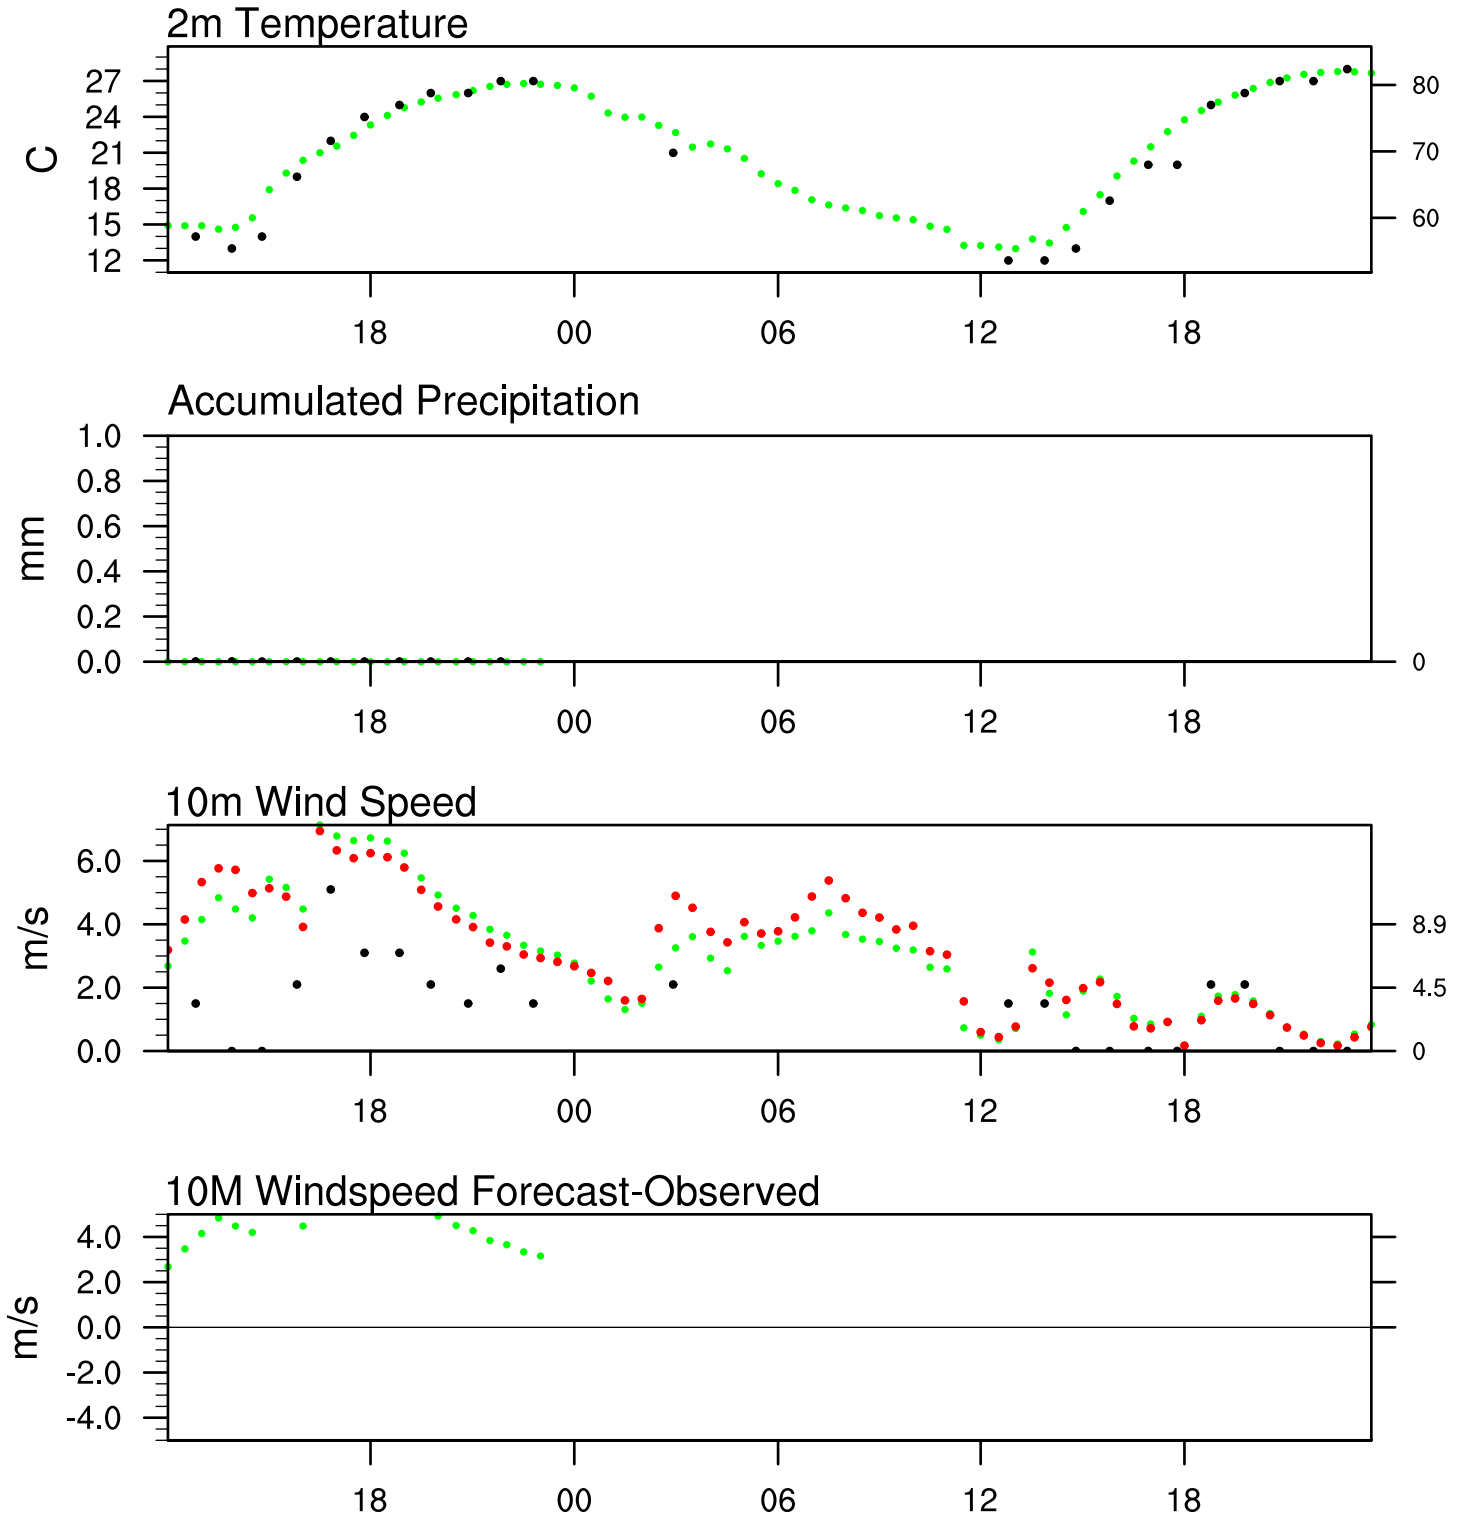 2m Temperature
27
24
21
18
15
12
C
80
70
60
18 00 06 12 18
Accumulated Precipitation
1.0
0.8
0.6
0.4
0.2
0.0
mm
0
18 00 06 12 18
10m Wind Speed
6.0
4.0
2.0
0.0
m/s
8.9
4.5
0
18 00 06 12 18
10M Windspeed Forecast-Observed
4.0
2.0
0.0
-2.0
-4.0
m/s
18 00 06 12 18